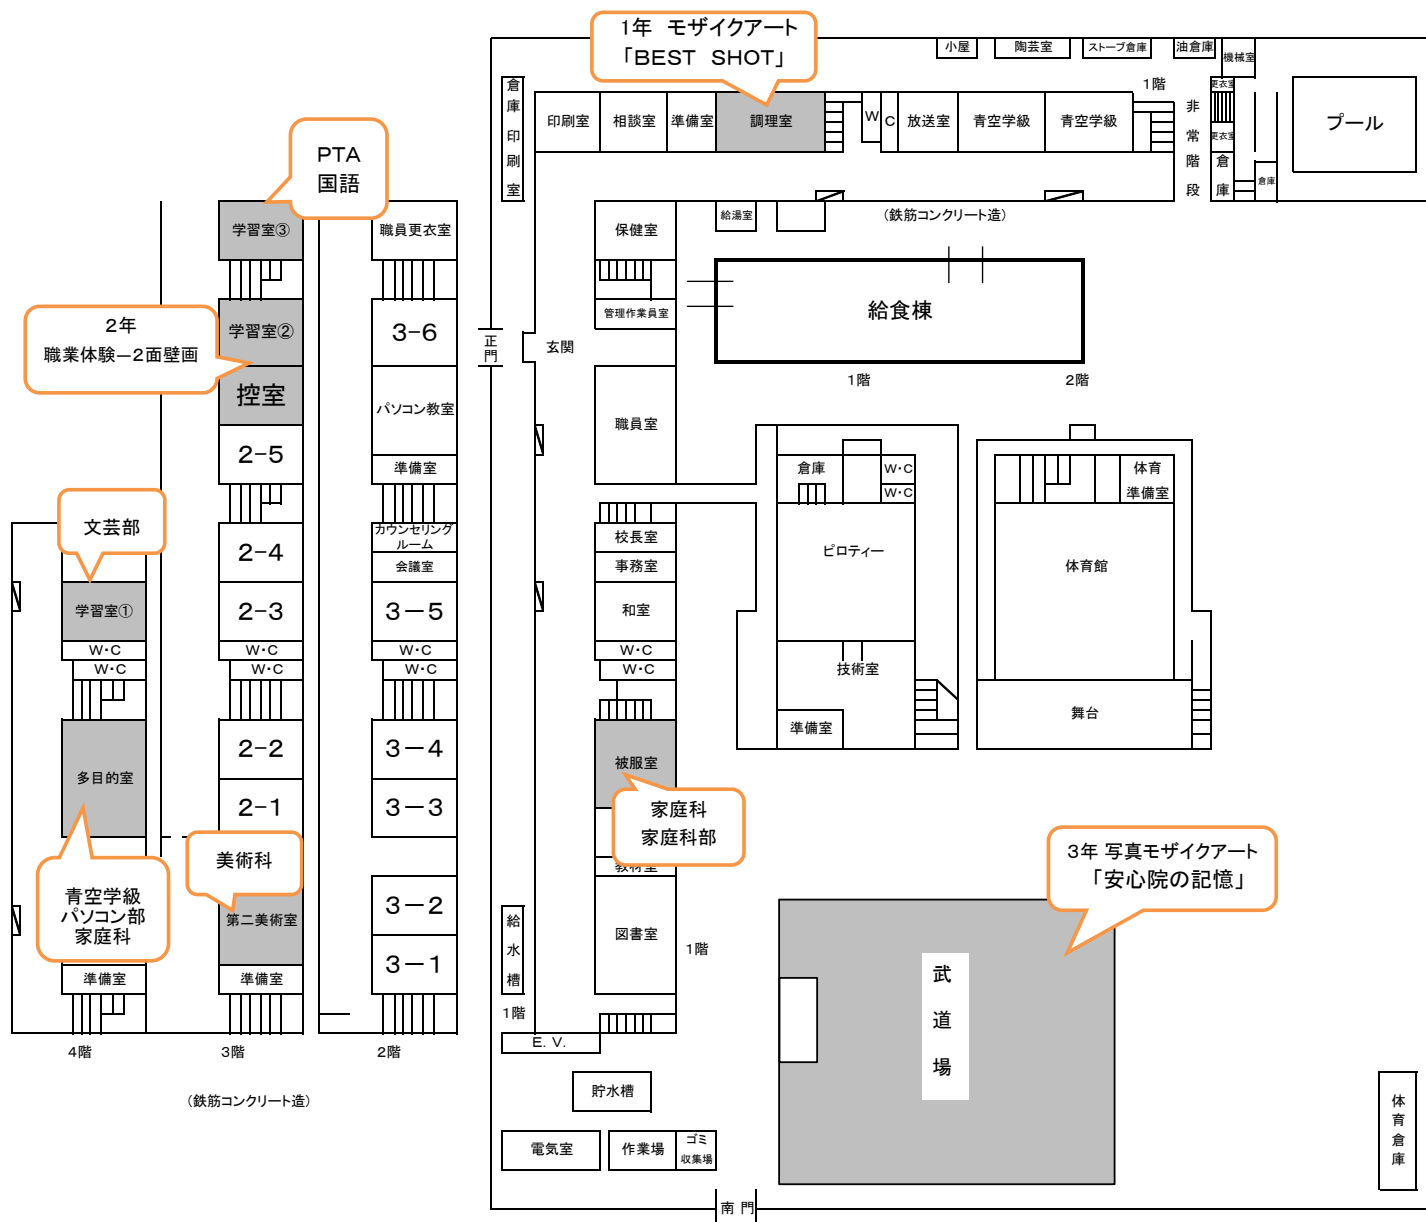 1年 モザイクアート
「BEST SHOT」
小屋
陶芸室
ストーブ倉庫
油倉庫
機械室
倉庫印刷室
印刷室
相談室
準備室
調理室
W
C
放送室
青空学級
青空学級
1階
非常階段
更衣室
更衣室
倉庫
倉庫
プール
PTA
国語
学習室③
職員更衣室
保健室
給湯室
(鉄筋コンクリート造)
2年
職業体験―2面壁画
学習室②
3-6
正門
玄関
管理作業員室
給食棟
控室
パソコン教室
職員室
1階
2階
2-5
準備室
倉庫
W・C
W・C
体育
準備室
文芸部
2-4
カウンセリング
ルーム
会議室
校長室
事務室
ピロティー
体育館
学習室①
2-3
3-5
和室
W・C
W・C
W・C
W・C
W・C
W・C
W・C
W・C
技術室
準備室
舞台
多目的室
2-2
3-4
被服室
2-1
3-3
家庭科
家庭科部
美術科
教材室
3年 写真モザイクアート
「安心院の記憶」
青空学級
パソコン部
家庭科
第二美術室
3-2
給水槽
図書室
1階
武道場
準備室
準備室
3-1
1階
E.V.
4階
3階
2階
(鉄筋コンクリート造)
貯水槽
体育倉庫
電気室
作業場
ゴミ
収集場
南門